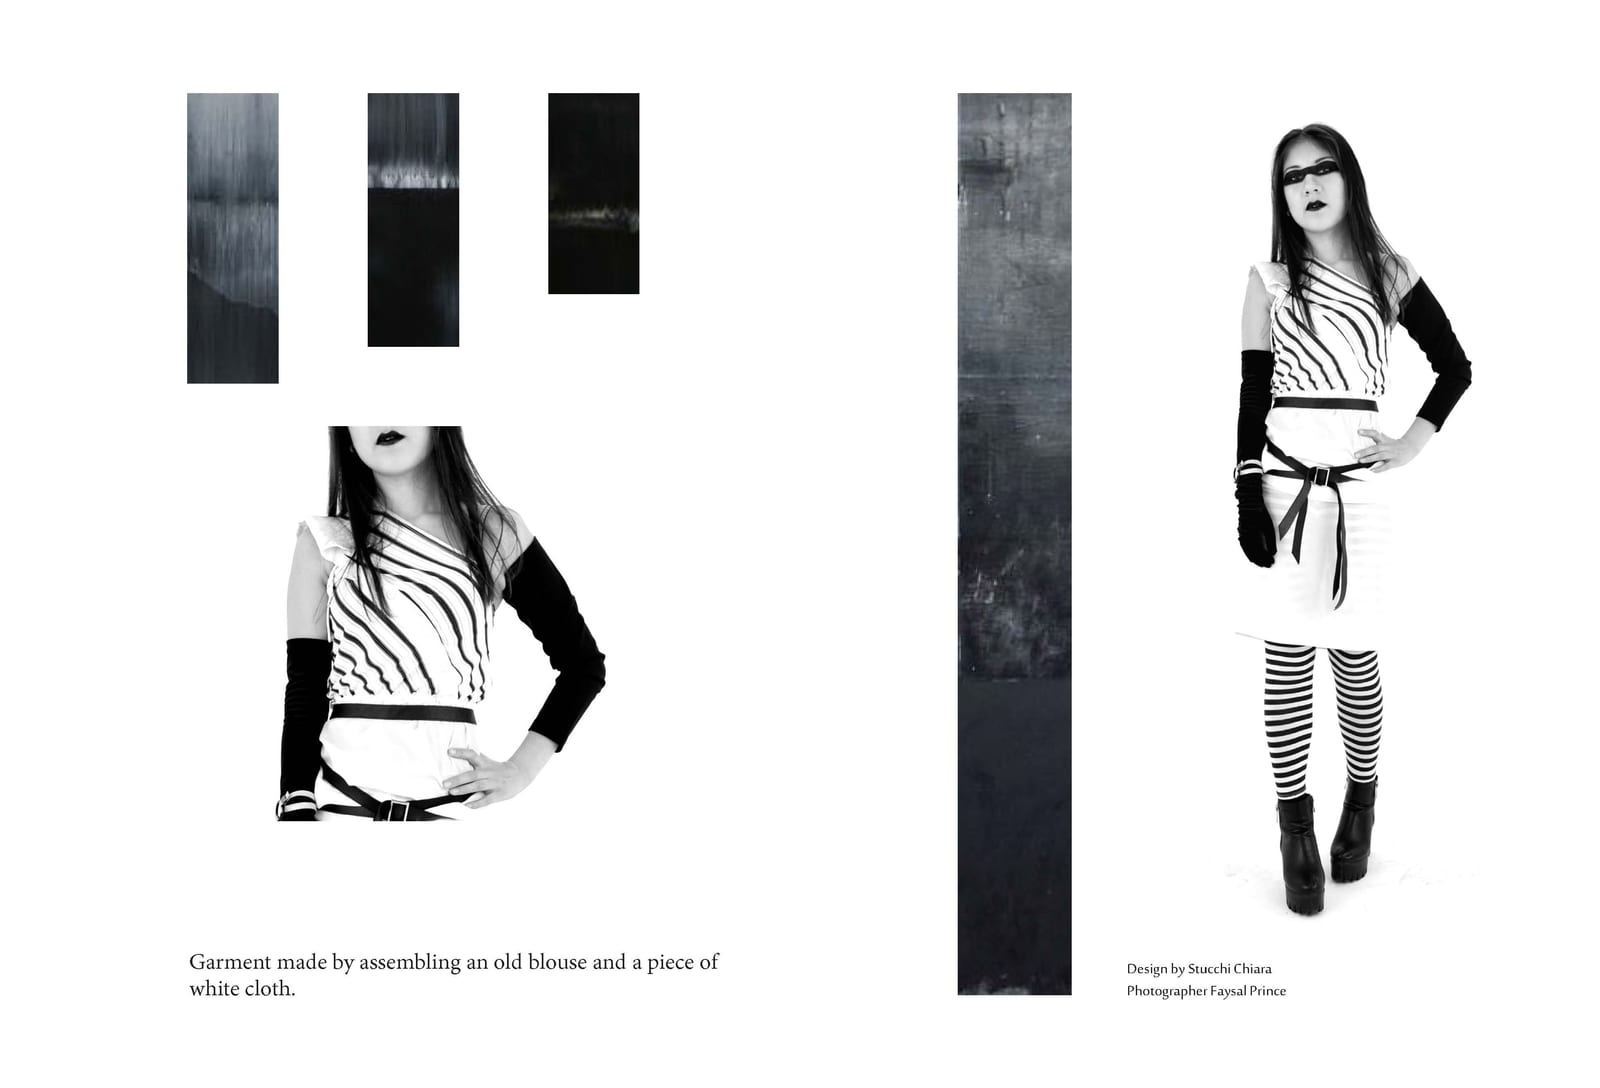 Garment made by assembling an old blouse and a piece of
white cloth.
Design by Stucchi Chiara
Photographer Faysal Prince